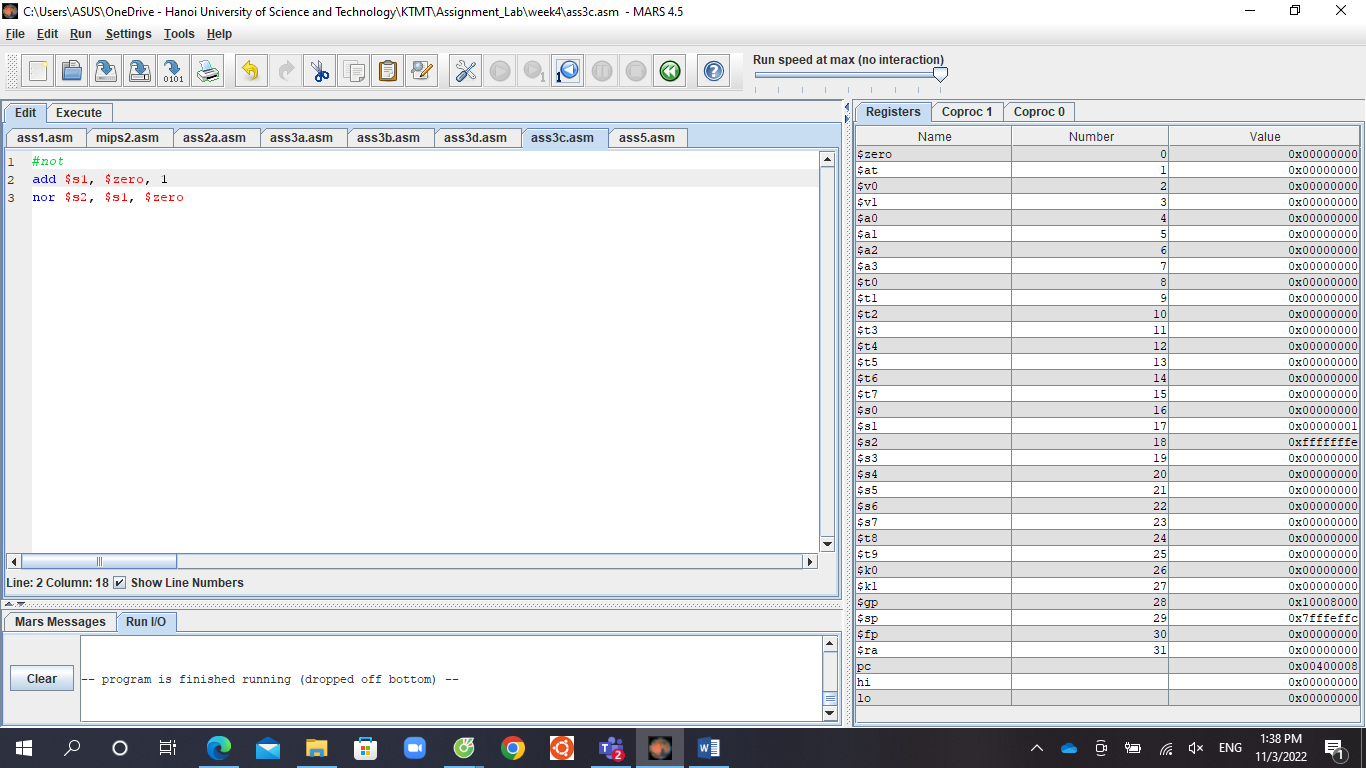 C:\Users\ASUS\OneDrive - Hanoi University of Science and Technology\KTMT\Assignment_Lab\week4\ass3c.asm - MARS 4.5
File Edit Run Settings Tools Help
Run speed at max (no interaction)
Edit Execute
ass1.asm mips2.asm ass2a.asm ass3a.asm ass3b.asm ass3d.asm ass3c.asm ass5.asm
1 #not
2 add $s1, $zero, 1
3 nor $s2, $s1, $zero
Line: 2 Column: 18 Show Line Numbers
Mars Messages Run I/O
Clear
-- program is finished running (dropped off bottom) --
Registers Coproc 1 Coproc 0
Name Number Value
$zero 0 0x00000000
$at 1 0x00000000
$v0 2 0x00000000
$v1 3 0x00000000
$a0 4 0x00000000
$a1 5 0x00000000
$a2 6 0x00000000
$a3 7 0x00000000
$t0 8 0x00000000
$t1 9 0x00000000
$t2 10 0x00000000
$t3 11 0x00000000
$t4 12 0x00000000
$t5 13 0x00000000
$t6 14 0x00000000
$t7 15 0x00000000
$s0 16 0x00000000
$s1 17 0x00000001
$s2 18 0xfffffffe
$s3 19 0x00000000
$s4 20 0x00000000
$s5 21 0x00000000
$s6 22 0x00000000
$s7 23 0x00000000
$t8 24 0x00000000
$t9 25 0x00000000
$k0 26 0x00000000
$k1 27 0x00000000
$gp 28 0x10008000
$sp 29 0x7fffeffc
$fp 30 0x00000000
$ra 31 0x00000000
pc 0x00400008
hi 0x00000000
lo 0x00000000
ENG
1:38 PM
11/3/2022